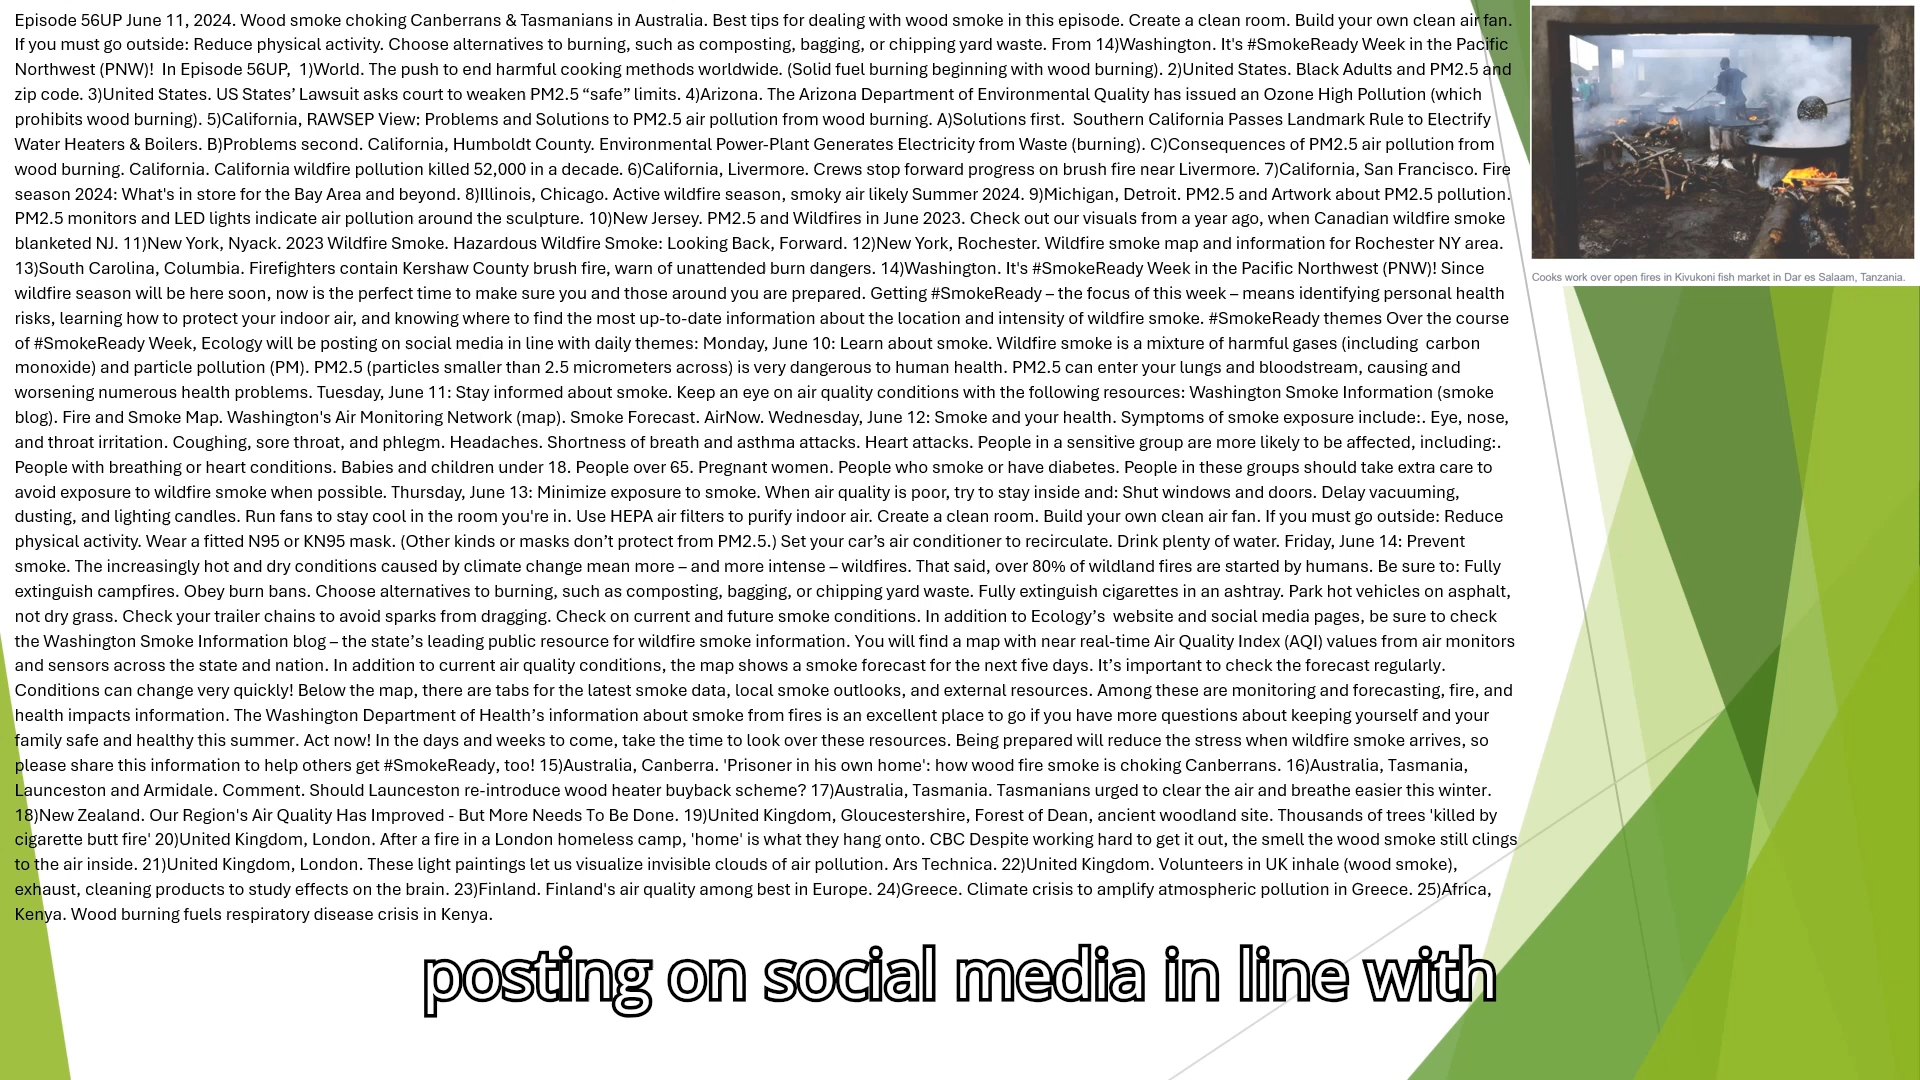 Episode 56UP June 11, 2024. Wood smoke choking Canberrans & Tasmanians in Australia. Best tips for dealing with wood smoke in this episode. Create a clean room. Build your own clean air fan.
If you must go outside: Reduce physical activity. Choose alternatives to burning, such as composting, bagging, or chipping yard waste. From 14)Washington. It's #SmokeReady Week in the Pacific
Northwest (PNW)!  In Episode 56UP,  1)World. The push to end harmful cooking methods worldwide. (Solid fuel burning beginning with wood burning). 2)United States. Black Adults and PM2.5 and
zip code. 3)United States. US States’ Lawsuit asks court to weaken PM2.5 “safe” limits. 4)Arizona. The Arizona Department of Environmental Quality has issued an Ozone High Pollution (which
prohibits wood burning). 5)California, RAWSEP View: Problems and Solutions to PM2.5 air pollution from wood burning. A)Solutions first.  Southern California Passes Landmark Rule to Electrify
Water Heaters & Boilers. B)Problems second. California, Humboldt County. Environmental Power-Plant Generates Electricity from Waste (burning). C)Consequences of PM2.5 air pollution from
wood burning. California. California wildfire pollution killed 52,000 in a decade. 6)California, Livermore. Crews stop forward progress on brush fire near Livermore. 7)California, San Francisco. Fire
season 2024: What's in store for the Bay Area and beyond. 8)Illinois, Chicago. Active wildfire season, smoky air likely Summer 2024. 9)Michigan, Detroit. PM2.5 and Artwork about PM2.5 pollution.
PM2.5 monitors and LED lights indicate air pollution around the sculpture. 10)New Jersey. PM2.5 and Wildfires in June 2023. Check out our visuals from a year ago, when Canadian wildfire smoke
blanketed NJ. 11)New York, Nyack. 2023 Wildfire Smoke. Hazardous Wildfire Smoke: Looking Back, Forward. 12)New York, Rochester. Wildfire smoke map and information for Rochester NY area.
13)South Carolina, Columbia. Firefighters contain Kershaw County brush fire, warn of unattended burn dangers. 14)Washington. It's #SmokeReady Week in the Pacific Northwest (PNW)! Since
wildfire season will be here soon, now is the perfect time to make sure you and those around you are prepared. Getting #SmokeReady – the focus of this week – means identifying personal health
risks, learning how to protect your indoor air, and knowing where to find the most up-to-date information about the location and intensity of wildfire smoke. #SmokeReady themes Over the course
of #SmokeReady Week, Ecology will be posting on social media in line with daily themes: Monday, June 10: Learn about smoke. Wildfire smoke is a mixture of harmful gases (including  carbon
monoxide) and particle pollution (PM). PM2.5 (particles smaller than 2.5 micrometers across) is very dangerous to human health. PM2.5 can enter your lungs and bloodstream, causing and
worsening numerous health problems. Tuesday, June 11: Stay informed about smoke. Keep an eye on air quality conditions with the following resources: Washington Smoke Information (smoke
blog). Fire and Smoke Map. Washington's Air Monitoring Network (map). Smoke Forecast. AirNow. Wednesday, June 12: Smoke and your health. Symptoms of smoke exposure include:. Eye, nose,
and throat irritation. Coughing, sore throat, and phlegm. Headaches. Shortness of breath and asthma attacks. Heart attacks. People in a sensitive group are more likely to be affected, including:.
People with breathing or heart conditions. Babies and children under 18. People over 65. Pregnant women. People who smoke or have diabetes. People in these groups should take extra care to
avoid exposure to wildfire smoke when possible. Thursday, June 13: Minimize exposure to smoke. When air quality is poor, try to stay inside and: Shut windows and doors. Delay vacuuming,
dusting, and lighting candles. Run fans to stay cool in the room you're in. Use HEPA air filters to purify indoor air. Create a clean room. Build your own clean air fan. If you must go outside: Reduce
physical activity. Wear a fitted N95 or KN95 mask. (Other kinds or masks don’t protect from PM2.5.) Set your car’s air conditioner to recirculate. Drink plenty of water. Friday, June 14: Prevent
smoke. The increasingly hot and dry conditions caused by climate change mean more – and more intense – wildfires. That said, over 80% of wildland fires are started by humans. Be sure to: Fully
extinguish campfires. Obey burn bans. Choose alternatives to burning, such as composting, bagging, or chipping yard waste. Fully extinguish cigarettes in an ashtray. Park hot vehicles on asphalt,
not dry grass. Check your trailer chains to avoid sparks from dragging. Check on current and future smoke conditions. In addition to Ecology’s  website and social media pages, be sure to check
the Washington Smoke Information blog – the state’s leading public resource for wildfire smoke information. You will find a map with near real-time Air Quality Index (AQI) values from air monitors
and sensors across the state and nation. In addition to current air quality conditions, the map shows a smoke forecast for the next five days. It’s important to check the forecast regularly.
Conditions can change very quickly! Below the map, there are tabs for the latest smoke data, local smoke outlooks, and external resources. Among these are monitoring and forecasting, fire, and
health impacts information. The Washington Department of Health’s information about smoke from fires is an excellent place to go if you have more questions about keeping yourself and your
family safe and healthy this summer. Act now! In the days and weeks to come, take the time to look over these resources. Being prepared will reduce the stress when wildfire smoke arrives, so
please share this information to help others get #SmokeReady, too! 15)Australia, Canberra. 'Prisoner in his own home': how wood fire smoke is choking Canberrans. 16)Australia, Tasmania,
Launceston and Armidale. Comment. Should Launceston re-introduce wood heater buyback scheme? 17)Australia, Tasmania. Tasmanians urged to clear the air and breathe easier this winter.
18)New Zealand. Our Region's Air Quality Has Improved - But More Needs To Be Done. 19)United Kingdom, Gloucestershire, Forest of Dean, ancient woodland site. Thousands of trees 'killed by
cigarette butt fire' 20)United Kingdom, London. After a fire in a London homeless camp, 'home' is what they hang onto. CBC Despite working hard to get it out, the smell the wood smoke still clings
to the air inside. 21)United Kingdom, London. These light paintings let us visualize invisible clouds of air pollution. Ars Technica. 22)United Kingdom. Volunteers in UK inhale (wood smoke),
exhaust, cleaning products to study effects on the brain. 23)Finland. Finland's air quality among best in Europe. 24)Greece. Climate crisis to amplify atmospheric pollution in Greece. 25)Africa,
Kenya. Wood burning fuels respiratory disease crisis in Kenya.
Cooks work over open fires in Kivukoni fish market in Dar es Salaam, Tanzania.
posting on social media in line with